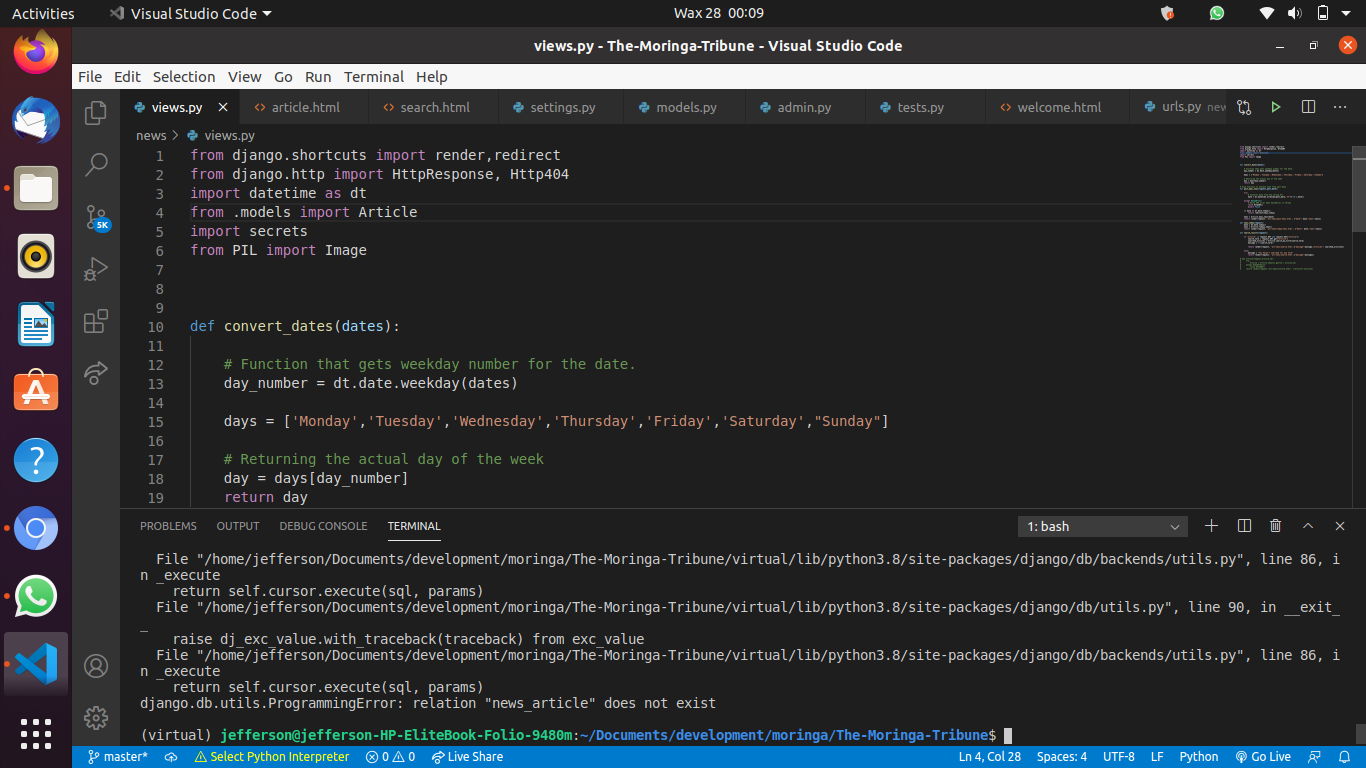 Activities
Visual Studio Code
Wax 28 00:09
views.py - The-Moringa-Tribune - Visual Studio Code
File Edit Selection View Go Run Terminal Help
views.py
article.html
search.html
settings.py
models.py
admin.py
tests.py
welcome.html
urls.py new
news > views.py
5K
1 from django.shortcuts import render,redirect
2 from django.http import HttpResponse, Http404
3 import datetime as dt
4 from .models import Article
5 import secrets
6 from PIL import Image
7
8
9
10 def convert_dates(dates):
11
12 # Function that gets weekday number for the date.
13 day_number = dt.date.weekday(dates)
14
15 days = ['Monday','Tuesday','Wednesday','Thursday','Friday','Saturday',"Sunday"]
16
17 # Returning the actual day of the week
18 day = days[day_number]
19 return day
PROBLEMS OUTPUT DEBUG CONSOLE TERMINAL
1: bash
File "/home/jefferson/Documents/development/moringa/The-Moringa-Tribune/virtual/lib/python3.8/site-packages/django/db/backends/utils.py", line 86, i
n _execute
return self.cursor.execute(sql, params)
File "/home/jefferson/Documents/development/moringa/The-Moringa-Tribune/virtual/lib/python3.8/site-packages/django/db/utils.py", line 90, in __exit_
_
raise dj_exc_value.with_traceback(traceback) from exc_value
File "/home/jefferson/Documents/development/moringa/The-Moringa-Tribune/virtual/lib/python3.8/site-packages/django/db/backends/utils.py", line 86, i
n _execute
return self.cursor.execute(sql, params)
django.db.utils.ProgrammingError: relation "news_article" does not exist
(virtual) jefferson@jefferson-HP-EliteBook-Folio-9480m:~/Documents/development/moringa/The-Moringa-Tribune$
master* Select Python Interpreter 0 0 Live Share Ln 4, Col 28 Spaces: 4 UTF-8 LF Python Go Live